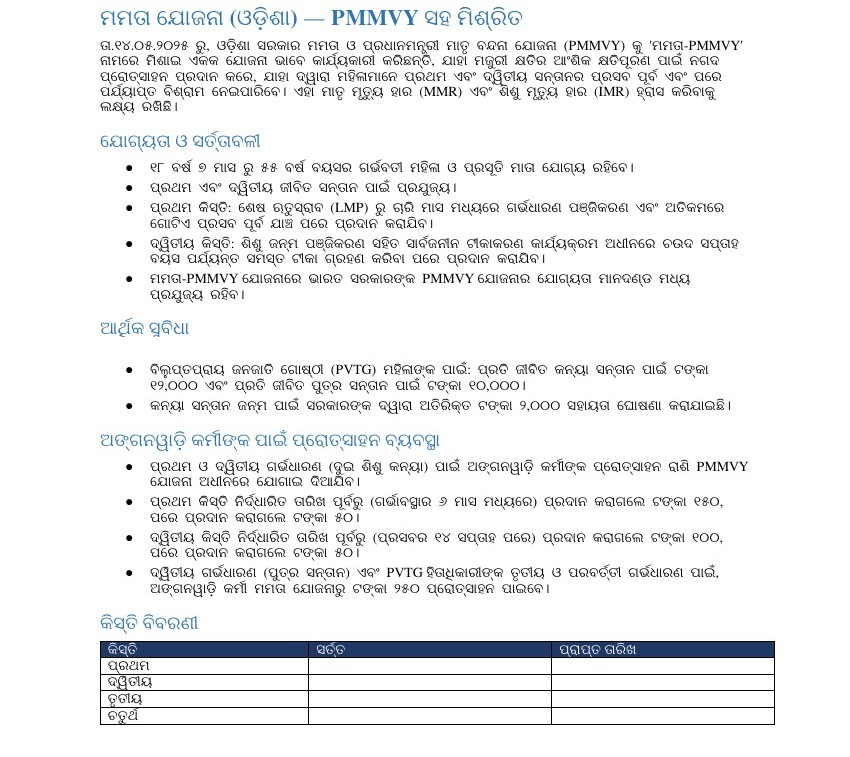 ମମତା ଯୋଜନା (ଓଡ଼ିଶା) — PMMVY ସହ ମିଶ୍ରିତ
ତା.୧୪.୦୫.୨୦୨୫ ରୁ, ଓଡ଼ିଶା ସରକାର ମମତା ଓ ପ୍ରଧାନମନ୍ତ୍ରୀ ମାତୃ ବନ୍ଦନା ଯୋଜନା (PMMVY) କୁ 'ମମତା-PMMVY'
ନାମରେ ମିଶାଇ ଏକକ ଯୋଜନା ଭାବେ କାର୍ଯ୍ୟକାରୀ କରିଛନ୍ତି, ଯାହା ମଜୁରୀ କ୍ଷତିର ଆଂଶିକ କ୍ଷତିପୂରଣ ପାଇଁ ନଗଦ
ପ୍ରୋତ୍ସାହନ ପ୍ରଦାନ କରେ, ଯାହା ଦ୍ୱାରା ମହିଳାମାନେ ପ୍ରଥମ ଏବଂ ଦ୍ୱିତୀୟ ସନ୍ତାନର ପ୍ରସବ ପୂର୍ବ ଏବଂ ପରେ
ପର୍ଯ୍ୟାପ୍ତ ବିଶ୍ରାମ ନେଇପାରିବେ। ଏହା ମାତୃ ମୃତ୍ୟୁ ହାର (MMR) ଏବଂ ଶିଶୁ ମୃତ୍ୟୁ ହାର (IMR) ହ୍ରାସ କରିବାକୁ
ଲକ୍ଷ୍ୟ ରଖିଛି।
ଯୋଗ୍ୟତା ଓ ସର୍ତ୍ତାବଳୀ
● ୧୮ ବର୍ଷ ୭ ମାସ ରୁ ୫୫ ବର୍ଷ ବୟସର ଗର୍ଭବତୀ ମହିଳା ଓ ପ୍ରସୂତି ମାତା ଯୋଗ୍ୟ ରହିବେ।
● ପ୍ରଥମ ଏବଂ ଦ୍ୱିତୀୟ ଜୀବିତ ସନ୍ତାନ ପାଇଁ ପ୍ରଯୁଜ୍ୟ।
● ପ୍ରଥମ କିସ୍ତି: ଶେଷ ଋତୁସ୍ରାବ (LMP) ରୁ ଚାରି ମାସ ମଧ୍ୟରେ ଗର୍ଭଧାରଣ ପଞ୍ଜିକରଣ ଏବଂ ଅତିକମରେ
ଗୋଟିଏ ପ୍ରସବ ପୂର୍ବ ଯାଞ୍ଚ ପରେ ପ୍ରଦାନ କରାଯିବ।
● ଦ୍ୱିତୀୟ କିସ୍ତି: ଶିଶୁ ଜନ୍ମ ପଞ୍ଜିକରଣ ସହିତ ସାର୍ବଜନୀନ ଟୀକାକରଣ କାର୍ଯ୍ୟକ୍ରମ ଅଧୀନରେ ଚଉଦ ସପ୍ତାହ
ବୟସ ପର୍ଯ୍ୟନ୍ତ ସମସ୍ତ ଟୀକା ଗ୍ରହଣ କରିବା ପରେ ପ୍ରଦାନ କରାଯିବ।
● ମମତା-PMMVY ଯୋଜନାରେ ଭାରତ ସରକାରଙ୍କ PMMVY ଯୋଜନାର ଯୋଗ୍ୟତା ମାନଦଣ୍ଡ ମଧ୍ୟ
ପ୍ରଯୁଜ୍ୟ ରହିବ।
ଆର୍ଥିକ ସୁବିଧା
● ବିଲୁପ୍ତପ୍ରାୟ ଜନଜାତି ଗୋଷ୍ଠୀ (PVTG) ମହିଳାଙ୍କ ପାଇଁ: ପ୍ରତି ଜୀବିତ କନ୍ୟା ସନ୍ତାନ ପାଇଁ ଟଙ୍କା
୧୨,୦୦୦ ଏବଂ ପ୍ରତି ଜୀବିତ ପୁତ୍ର ସନ୍ତାନ ପାଇଁ ଟଙ୍କା ୧୦,୦୦୦।
● କନ୍ୟା ସନ୍ତାନ ଜନ୍ମ ପାଇଁ ସରକାରଙ୍କ ଦ୍ୱାରା ଅତିରିକ୍ତ ଟଙ୍କା ୨,୦୦୦ ସହାୟତା ଘୋଷଣା କରାଯାଇଛି।
ଅଙ୍ଗନୱାଡ଼ି କର୍ମୀଙ୍କ ପାଇଁ ପ୍ରୋତ୍ସାହନ ବ୍ୟବସ୍ଥା
● ପ୍ରଥମ ଓ ଦ୍ୱିତୀୟ ଗର୍ଭଧାରଣ (ଦୁଇ ଶିଶୁ କନ୍ୟା) ପାଇଁ ଅଙ୍ଗନୱାଡ଼ି କର୍ମୀଙ୍କ ପ୍ରୋତ୍ସାହନ ରାଶି PMMVY
ଯୋଜନା ଅଧୀନରେ ଯୋଗାଇ ଦିଆଯିବ।
● ପ୍ରଥମ କିସ୍ତି ନିର୍ଦ୍ଧାରିତ ତାରିଖ ପୂର୍ବରୁ (ଗର୍ଭାବସ୍ଥାର ୬ ମାସ ମଧ୍ୟରେ) ପ୍ରଦାନ କରାଗଲେ ଟଙ୍କା ୧୫୦,
ପରେ ପ୍ରଦାନ କରାଗଲେ ଟଙ୍କା ୫୦।
● ଦ୍ୱିତୀୟ କିସ୍ତି ନିର୍ଦ୍ଧାରିତ ତାରିଖ ପୂର୍ବରୁ (ପ୍ରସବର ୧୪ ସପ୍ତାହ ପରେ) ପ୍ରଦାନ କରାଗଲେ ଟଙ୍କା ୧୦୦,
ପରେ ପ୍ରଦାନ କରାଗଲେ ଟଙ୍କା ୫୦।
● ଦ୍ୱିତୀୟ ଗର୍ଭଧାରଣ (ପୁତ୍ର ସନ୍ତାନ) ଏବଂ PVTG ହିତାଧିକାରୀଙ୍କ ତୃତୀୟ ଓ ପରବର୍ତ୍ତୀ ଗର୍ଭଧାରଣ ପାଇଁ,
ଅଙ୍ଗନୱାଡ଼ି କର୍ମୀ ମମତା ଯୋଜନାରୁ ଟଙ୍କା ୨୫୦ ପ୍ରୋତ୍ସାହନ ପାଇବେ।
କିସ୍ତି ବିବରଣୀ
କିସ୍ତି ସର୍ତ୍ତ ପ୍ରାପ୍ତ ତାରିଖ
ପ୍ରଥମ
ଦ୍ୱିତୀୟ
ତୃତୀୟ
ଚତୁର୍ଥ